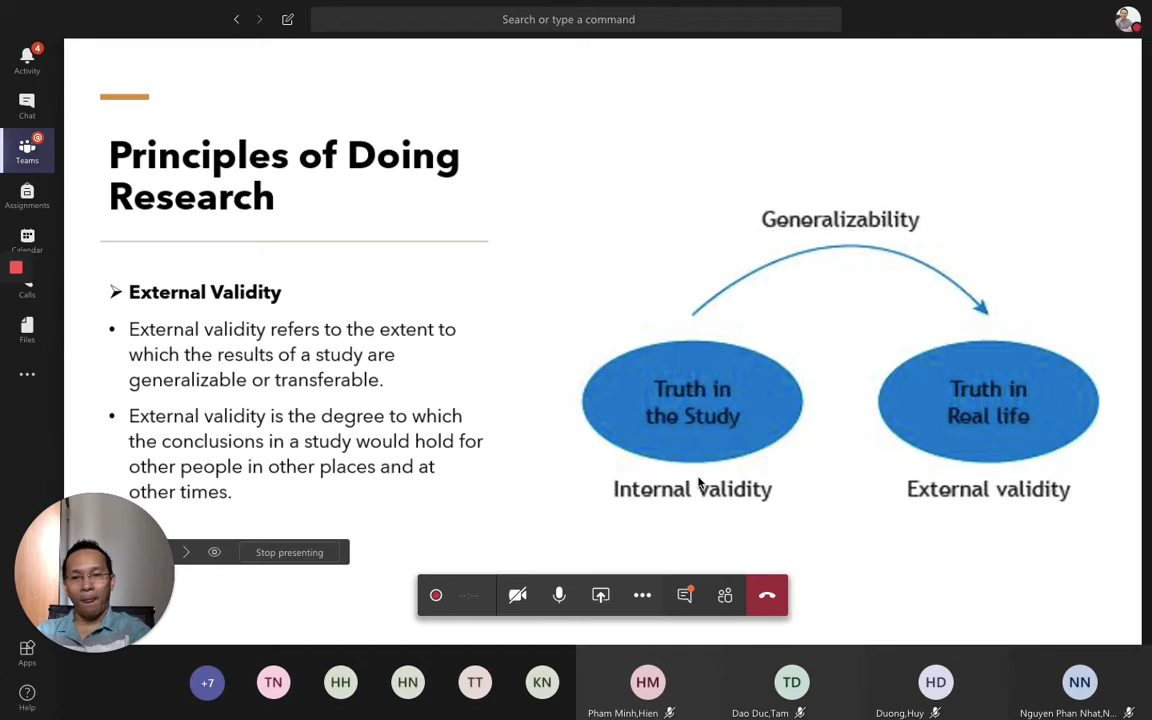 Search or type a command
4
Activity
Chat
Teams
Assignments
Calendar
Calls
Files
Principles of Doing
Research
➢ External Validity
• External validity refers to the extent to
which the results of a study are
generalizable or transferable.
• External validity is the degree to which
the conclusions in a study would hold for
other people in other places and at
other times.
Generalizability
Truth in
the Study
Truth in
Real life
Internal validity
External validity
Stop presenting
Apps
Help
+7
TN
HH
HN
TT
KN
HM
Pham Minh,Hien
TD
Dao Duc,Tam
HD
Duong,Huy
NN
Nguyen Phan Nhat,N...